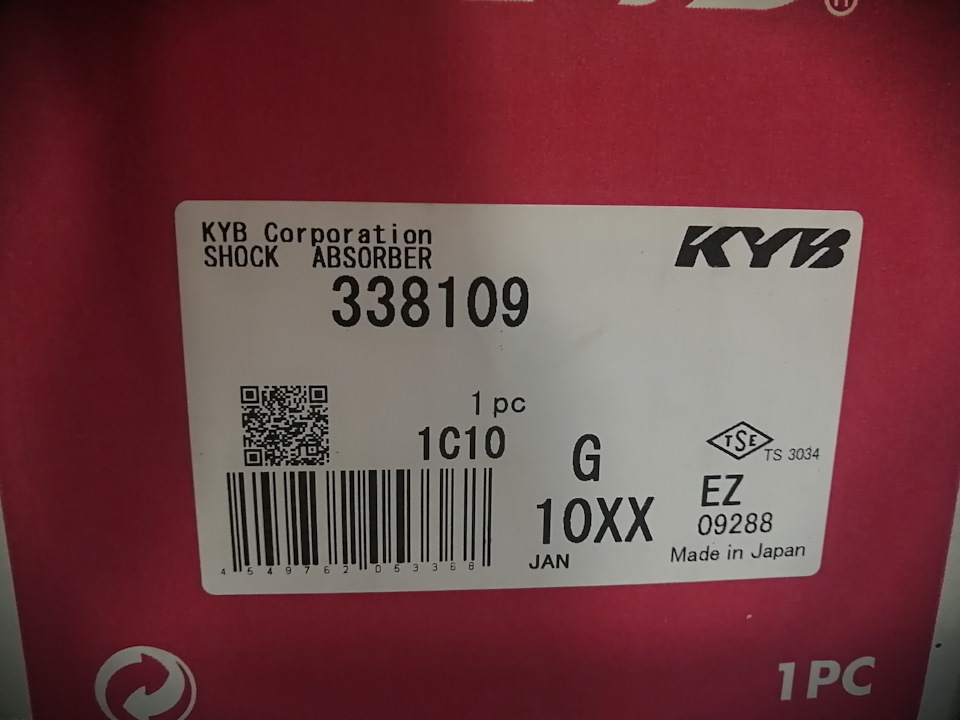 KYB Corporation
SHOCK ABSORBER
KYB
338109
1 pc
1C10
G
10XX
JAN
TSE
TS 3034
EZ
09288
Made in Japan
4549762053368
1PC